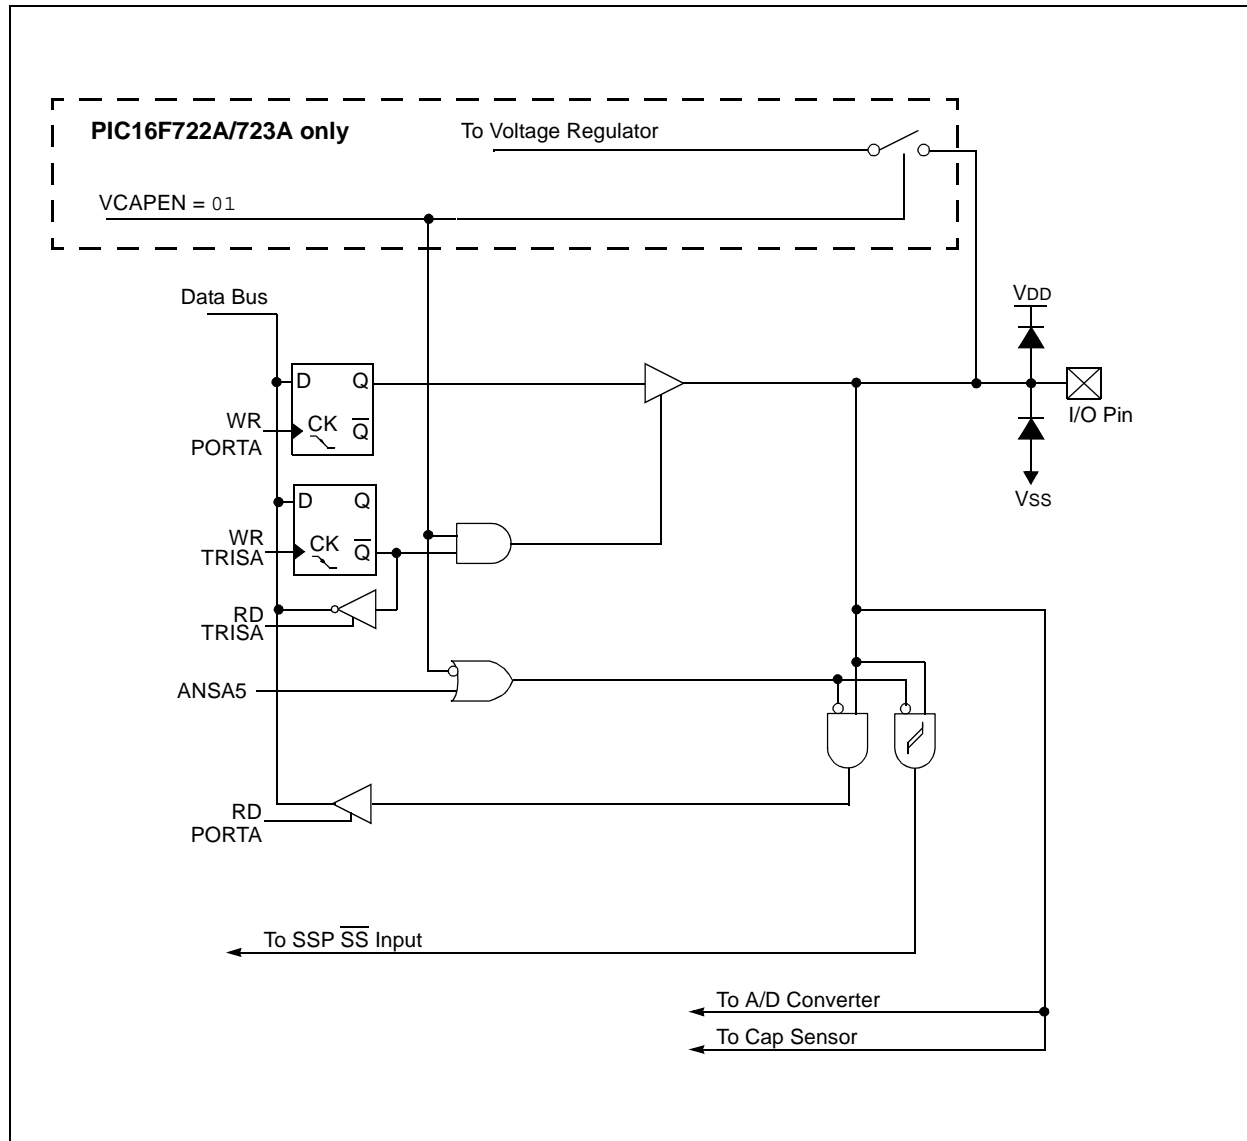 PIC16F722A/723A only
To Voltage Regulator
VCAPEN = 01
Data Bus
VDD
D Q
I/O Pin
WR
PORTA
CK Q
VSS
D Q
WR
TRISA
CK Q
RD
TRISA
ANSA5
RD
PORTA
To SSP SS Input
To A/D Converter
To Cap Sensor